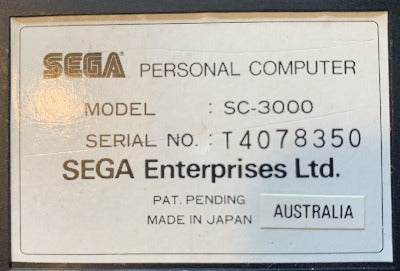 SEGA PERSONAL COMPUTER
MODEL : SC-3000
SERIAL NO. : T4078350
SEGA Enterprises Ltd.
PAT. PENDING
MADE IN JAPAN AUSTRALIA